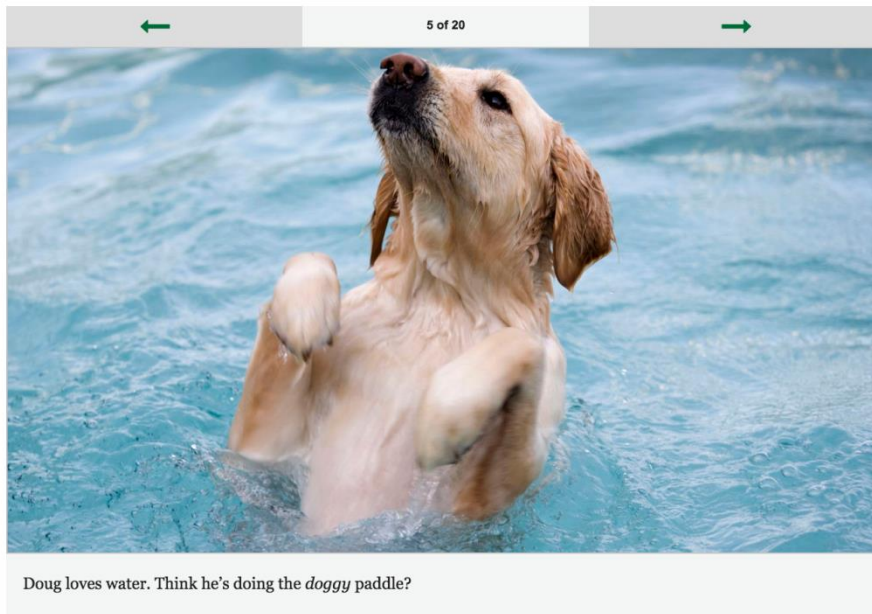 5 of 20
Doug loves water. Think he’s doing the doggy paddle?